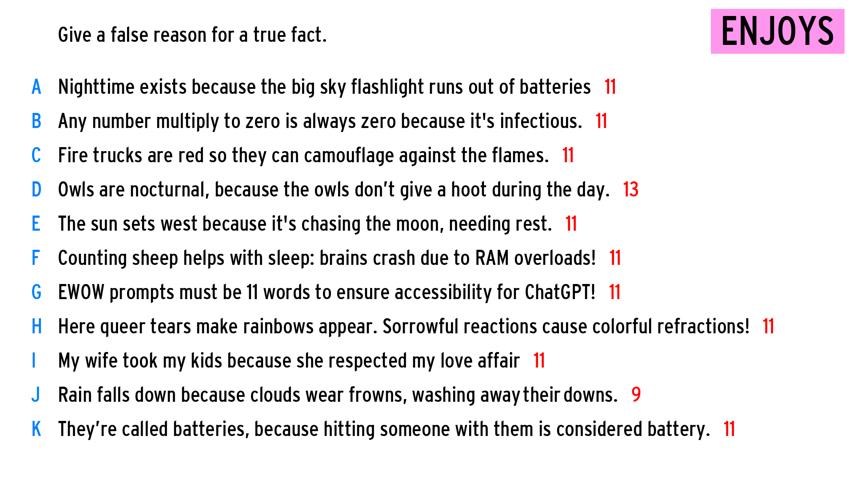 Give a false reason for a true fact.
ENJOYS
A Nighttime exists because the big sky flashlight runs out of batteries 11
B Any number multiply to zero is always zero because it's infectious. 11
C Fire trucks are red so they can camouflage against the flames. 11
D Owls are nocturnal, because the owls don’t give a hoot during the day. 13
E The sun sets west because it's chasing the moon, needing rest. 11
F Counting sheep helps with sleep: brains crash due to RAM overloads! 11
G EWOW prompts must be 11 words to ensure accessibility for ChatGPT! 11
H Here queer tears make rainbows appear. Sorrowful reactions cause colorful refractions! 11
I My wife took my kids because she respected my love affair 11
J Rain falls down because clouds wear frowns, washing away their downs. 9
K They’re called batteries, because hitting someone with them is considered battery. 11